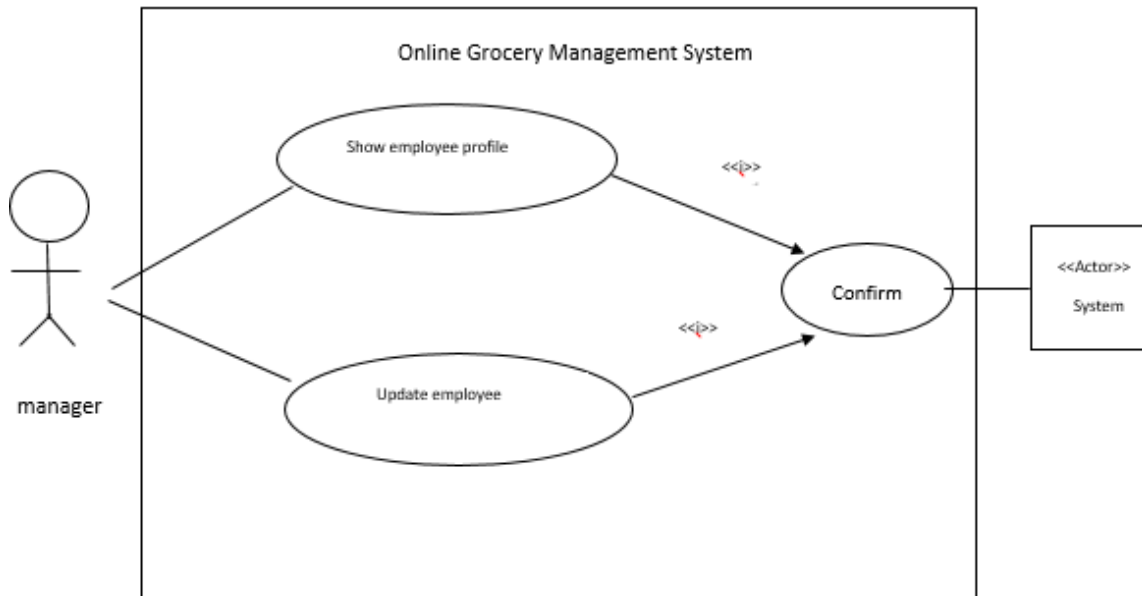 Online Grocery Management System
Show employee profile
<<i>>
<<Actor>>
System
Confirm
<<i>>
Update employee
manager